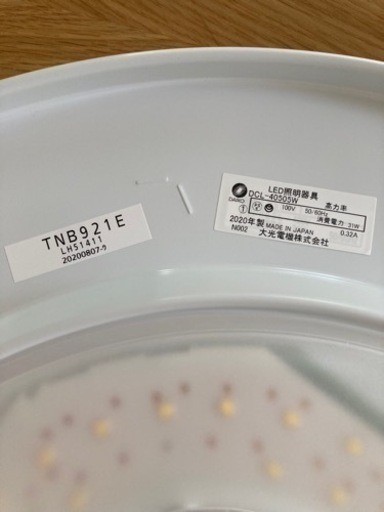 TNB921E
LH51411
20200807-ラ
LED照明器具
DCL-40505W
DAIKO
高力率
1
100V 50/60Hz 消費電力 31W
0.32A
2020年製 MADE IN JAPAN
N002 大光電機株式会社